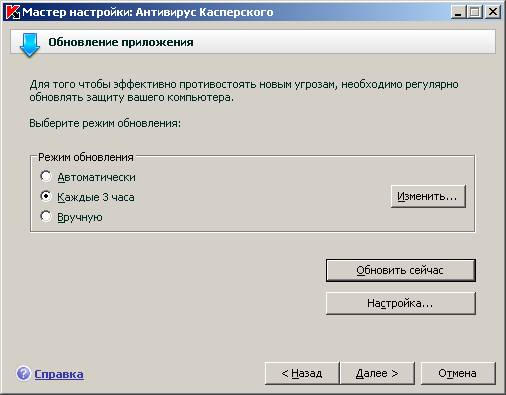 Мастер настройки: Антивирус Касперского
Обновление приложения
Для того чтобы эффективно противостоять новым угрозам, необходимо регулярно
обновлять защиту вашего компьютера.
Выберите режим обновления:
Режим обновления
Автоматически
Каждые 3 часа
Изменить...
Вручную
Обновить сейчас
Настройка...
Справка
< Назад
Далее >
Отмена